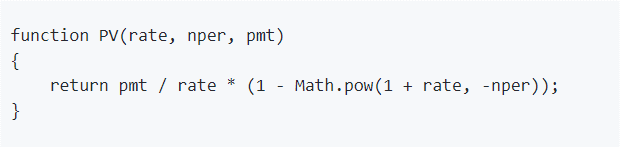 function PV(rate, nper, pmt)
{
    return pmt / rate * (1 - Math.pow(1 + rate, -nper));
}